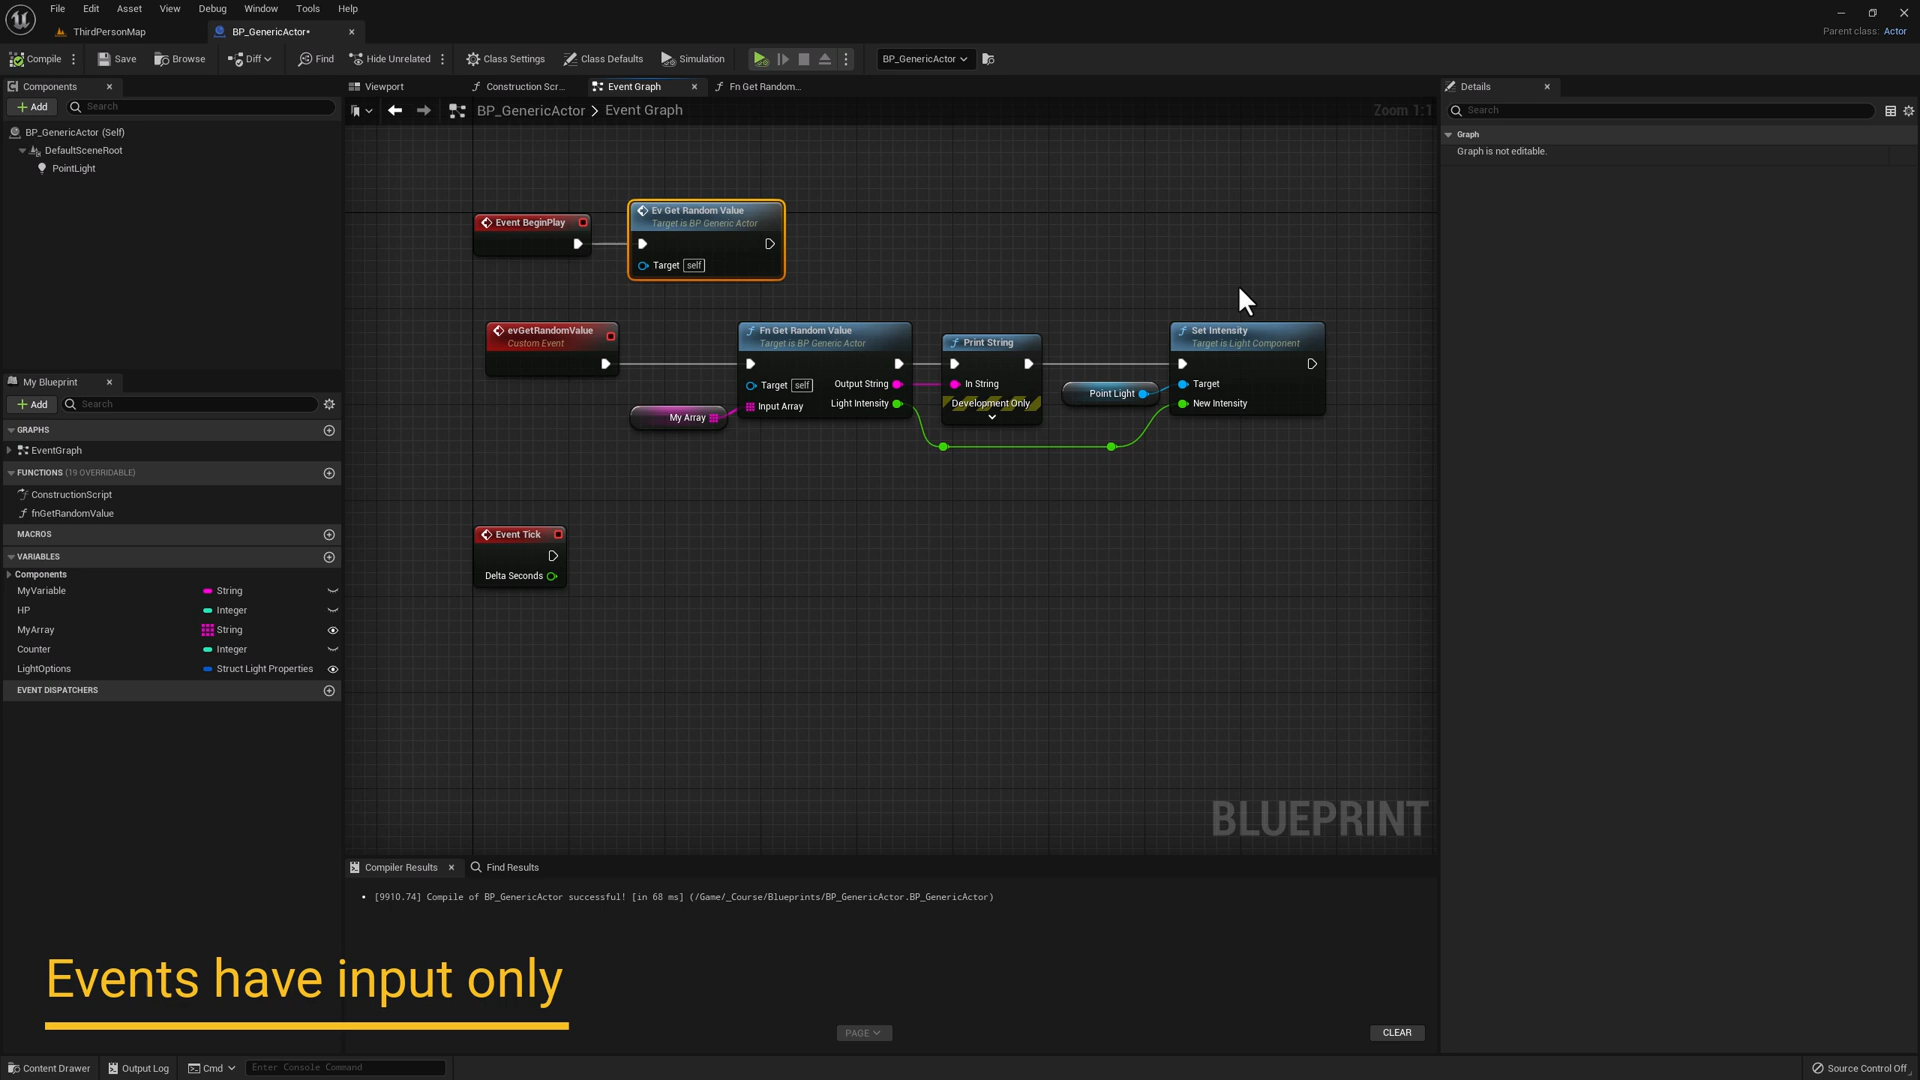 File Edit Asset View Debug Window Tools Help
ThirdPersonMap
BP_GenericActor•
Parent class: Actor
Compile
Save
Browse
Diff
Find
Hide Unrelated
Class Settings
Class Defaults
Simulation
BP_GenericActor
Components
Add
Search
BP_GenericActor (Self)
DefaultSceneRoot
PointLight
My Blueprint
Add
Search
GRAPHS
EventGraph
FUNCTIONS (19 OVERRIDABLE)
ConstructionScript
fnGetRandomValue
MACROS
VARIABLES
Components
MyVariable String
HP Integer
MyArray String
Counter Integer
LightOptions Struct Light Properties
EVENT DISPATCHERS
Viewport
Construction Scr...
Event Graph
Fn Get Random...
BP_GenericActor > Event Graph
Zoom 1:1
Event BeginPlay
Ev Get Random Value
Target is BP Generic Actor
Target self
evGetRandomValue
Custom Event
My Array
Fn Get Random Value
Target is BP Generic Actor
Target self
Output String
Input Array
Light Intensity
Print String
In String
Development Only
Point Light
Set Intensity
Target is Light Component
Target
New Intensity
Event Tick
Delta Seconds
BLUEPRINT
Details
Search
Graph
Graph is not editable.
Compiler Results
Find Results
[9910.74] Compile of BP_GenericActor successful! [in 68 ms] (/Game/_Course/Blueprints/BP_GenericActor.BP_GenericActor)
Events have input only
PAGE
CLEAR
Content Drawer
Output Log
Cmd
Enter Console Command
Source Control Off